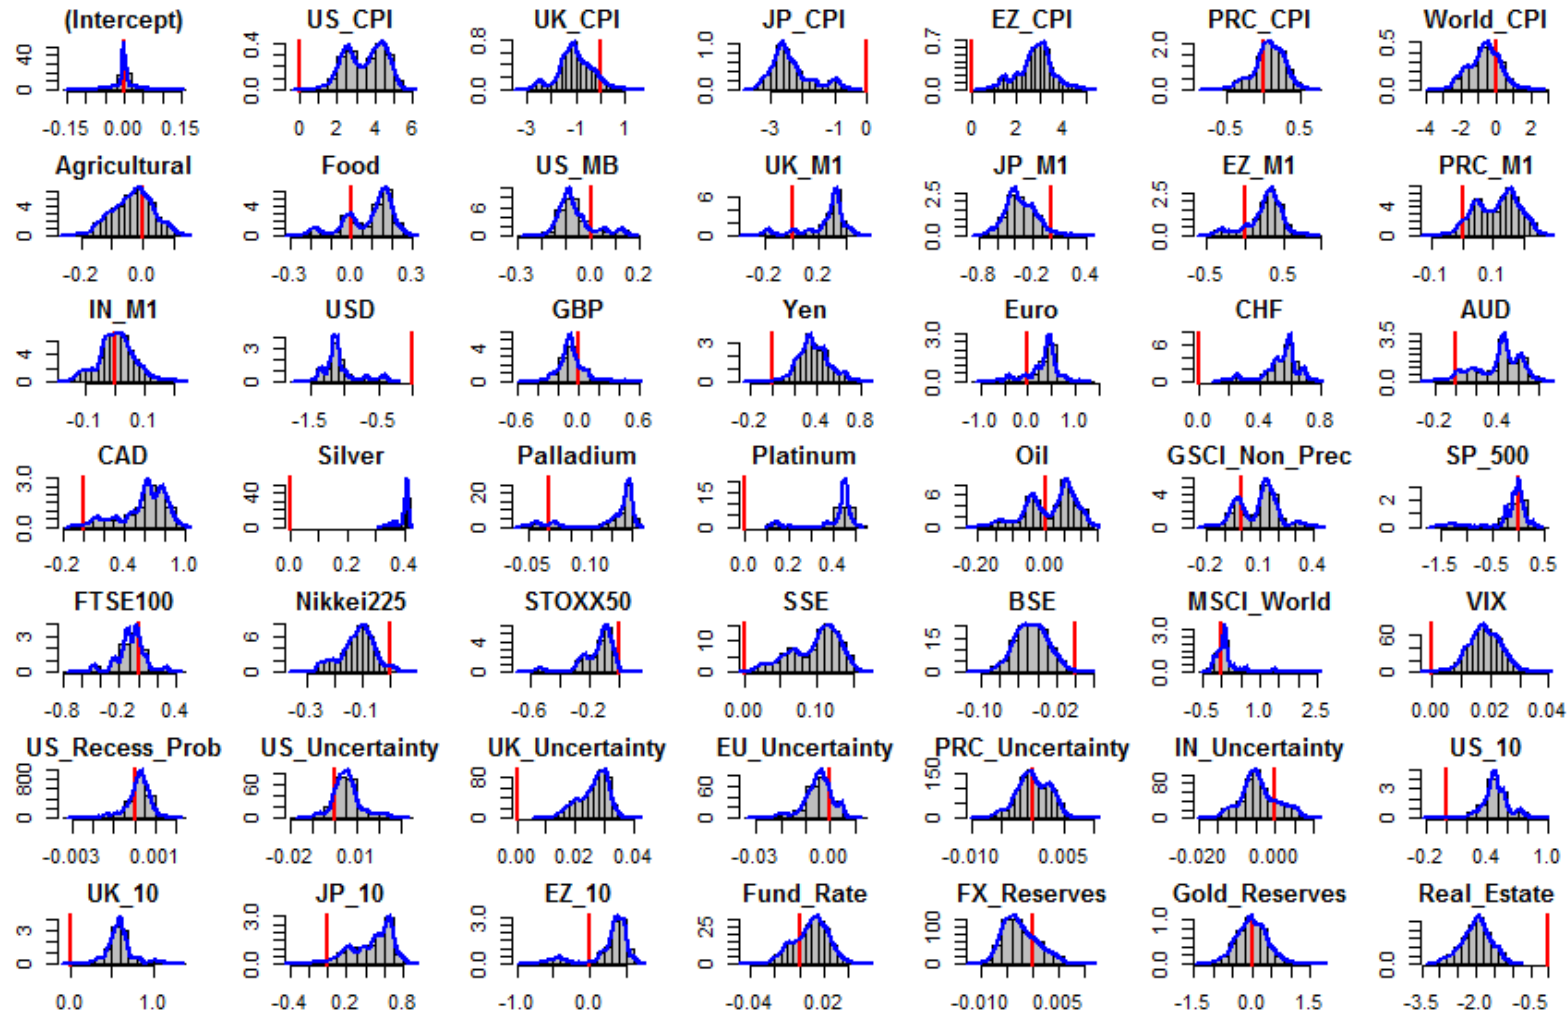 (Intercept) US_CPI UK_CPI JP_CPI EZ_CPI PRC_CPI World_CPI
0 40 0.0 0.4 0.0 0.8 0.0 1.0 0.0 0.7 0.0 2.0 0.0 0.5
-0.15 0.00 0.15 0 2 4 6 -3 -1 1 -3 -1 0 0 2 4 -0.5 0.5 -4 -2 0 2
Agricultural Food US_MB UK_M1 JP_M1 EZ_M1 PRC_M1
0 4 0 4 0 6 0 6 0.0 2.5 0.0 2.5 0 4
-0.2 0.0 -0.3 0.0 0.3 -0.3 0.0 0.2 -0.2 0.2 -0.8 -0.2 0.4 -0.5 0.5 -0.1 0.1
IN_M1 USD GBP Yen Euro CHF AUD
0 4 0 3 0 4 0 3 0.0 3.0 0 6 0.0 3.5
-0.1 0.1 -1.5 -0.5 -0.6 0.0 0.6 -0.2 0.4 0.8 -1.0 0.0 1.0 0.0 0.4 0.8 -0.2 0.4
CAD Silver Palladium Platinum Oil GSCI_Non_Prec SP_500
0.0 3.0 0 40 0 20 0 15 0 6 0 4 0 2
-0.2 0.4 1.0 0.0 0.2 0.4 -0.05 0.10 0.0 0.2 0.4 -0.20 0.00 -0.2 0.1 0.4 -1.5 -0.5 0.5
FTSE100 Nikkei225 STOXX50 SSE BSE MSCI_World VIX
0 3 0 6 0 4 0 10 0 15 0.0 3.0 0 60
-0.8 -0.2 0.4 -0.3 -0.1 -0.6 -0.2 0.00 0.10 -0.10 -0.02 -0.5 1.0 2.5 0.00 0.02 0.04
US_Recess_Prob US_Uncertainty UK_Uncertainty EU_Uncertainty PRC_Uncertainty IN_Uncertainty US_10
0 800 0 60 0 80 0 60 0 150 0 80 0 3
-0.003 0.001 -0.02 0.01 0.00 0.02 0.04 -0.03 0.00 -0.010 0.005 -0.020 0.000 -0.2 0.4 1.0
UK_10 JP_10 EZ_10 Fund_Rate FX_Reserves Gold_Reserves Real_Estate
0 3 0.0 3.0 0.0 3.0 0 25 0 100 0.0 1.0 0.0
0.0 1.0 -0.4 0.2 0.8 -1.0 0.0 -0.04 0.02 -0.010 0.005 -1.5 0.0 1.5 -3.5 -2.0 -0.5